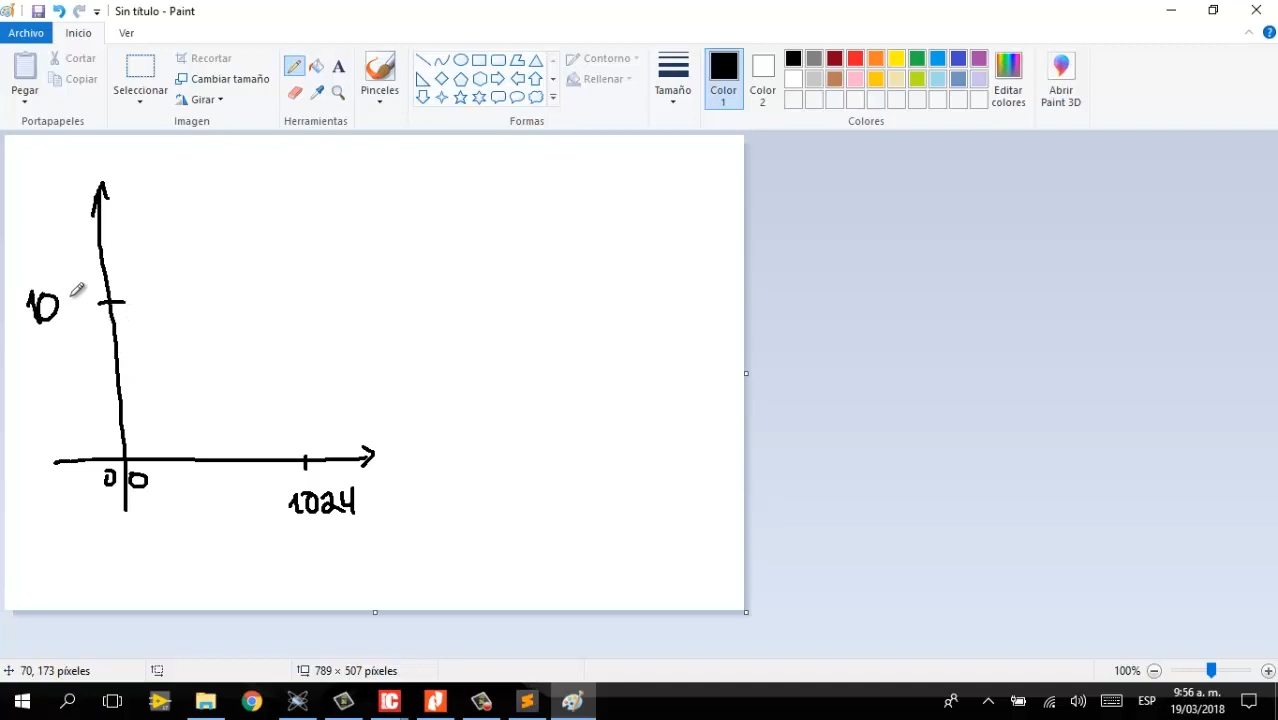 Sin título - Paint
Archivo Inicio Ver
Pegar
Cortar
Copiar
Portapapeles
Seleccionar
Recortar
Cambiar tamaño
Girar
Imagen
A
Herramientas
Pinceles
Contorno
Rellenar
Formas
Tamaño
Color 1
Color 2
Editar colores
Colores
Abrir Paint 3D
10
0 0
1024
70, 173 píxeles
789 × 507 píxeles
100%
IC
ESP
9:56 a. m.
19/03/2018